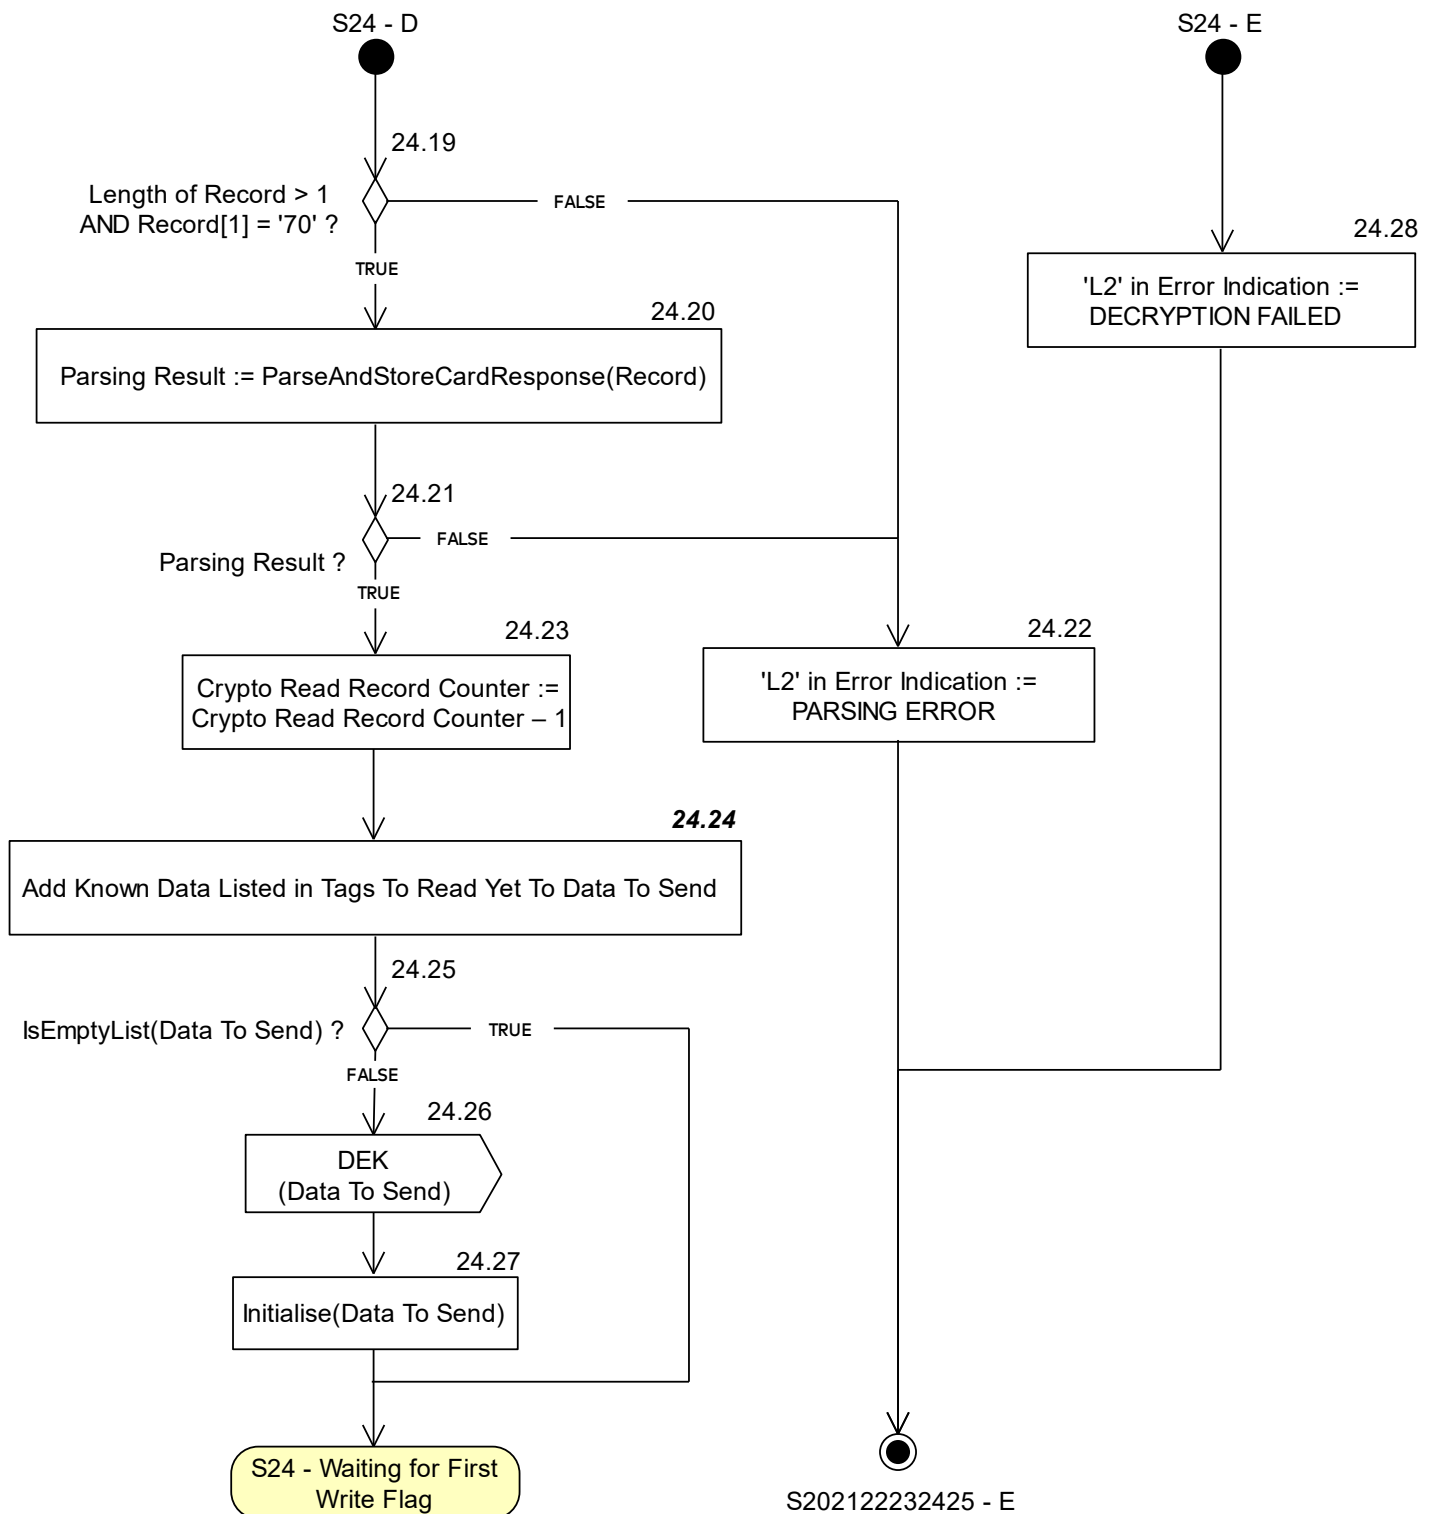 S24 - D
S24 - E
24.19
Length of Record > 1
AND Record[1] = '70' ?
FALSE
TRUE
24.28
'L2' in Error Indication :=
DECRYPTION FAILED
24.20
Parsing Result := ParseAndStoreCardResponse(Record)
24.21
Parsing Result ?
FALSE
TRUE
24.23
Crypto Read Record Counter :=
Crypto Read Record Counter – 1
24.22
'L2' in Error Indication :=
PARSING ERROR
24.24
Add Known Data Listed in Tags To Read Yet To Data To Send
24.25
IsEmptyList(Data To Send) ?
TRUE
FALSE
24.26
DEK
(Data To Send)
24.27
Initialise(Data To Send)
S24 - Waiting for First
Write Flag
S202122232425 - E